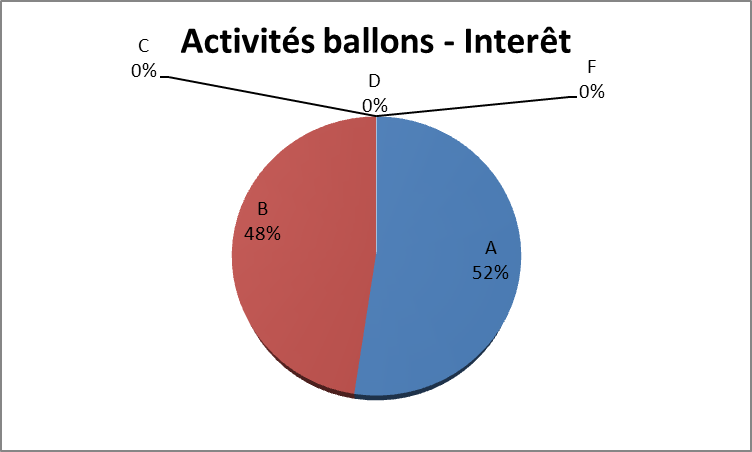 Activités ballons - Interêt
C
0%
D
0%
F
0%
B
48%
A
52%